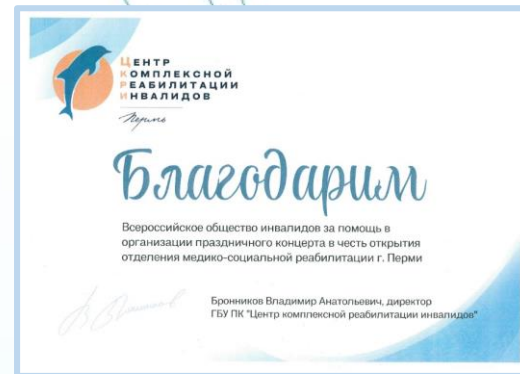 ЦЕНТР
КОМПЛЕКСНОЙ
РЕАБИЛИТАЦИИ
ИНВАЛИДОВ
Пермь
Благодарим
Всероссийское общество инвалидов за помощь в
организации праздничного концерта в честь открытия
отделения медико-социальной реабилитации г. Перми
Бронников Владимир Анатольевич, директор
ГБУ ПК "Центр комплексной реабилитации инвалидов"